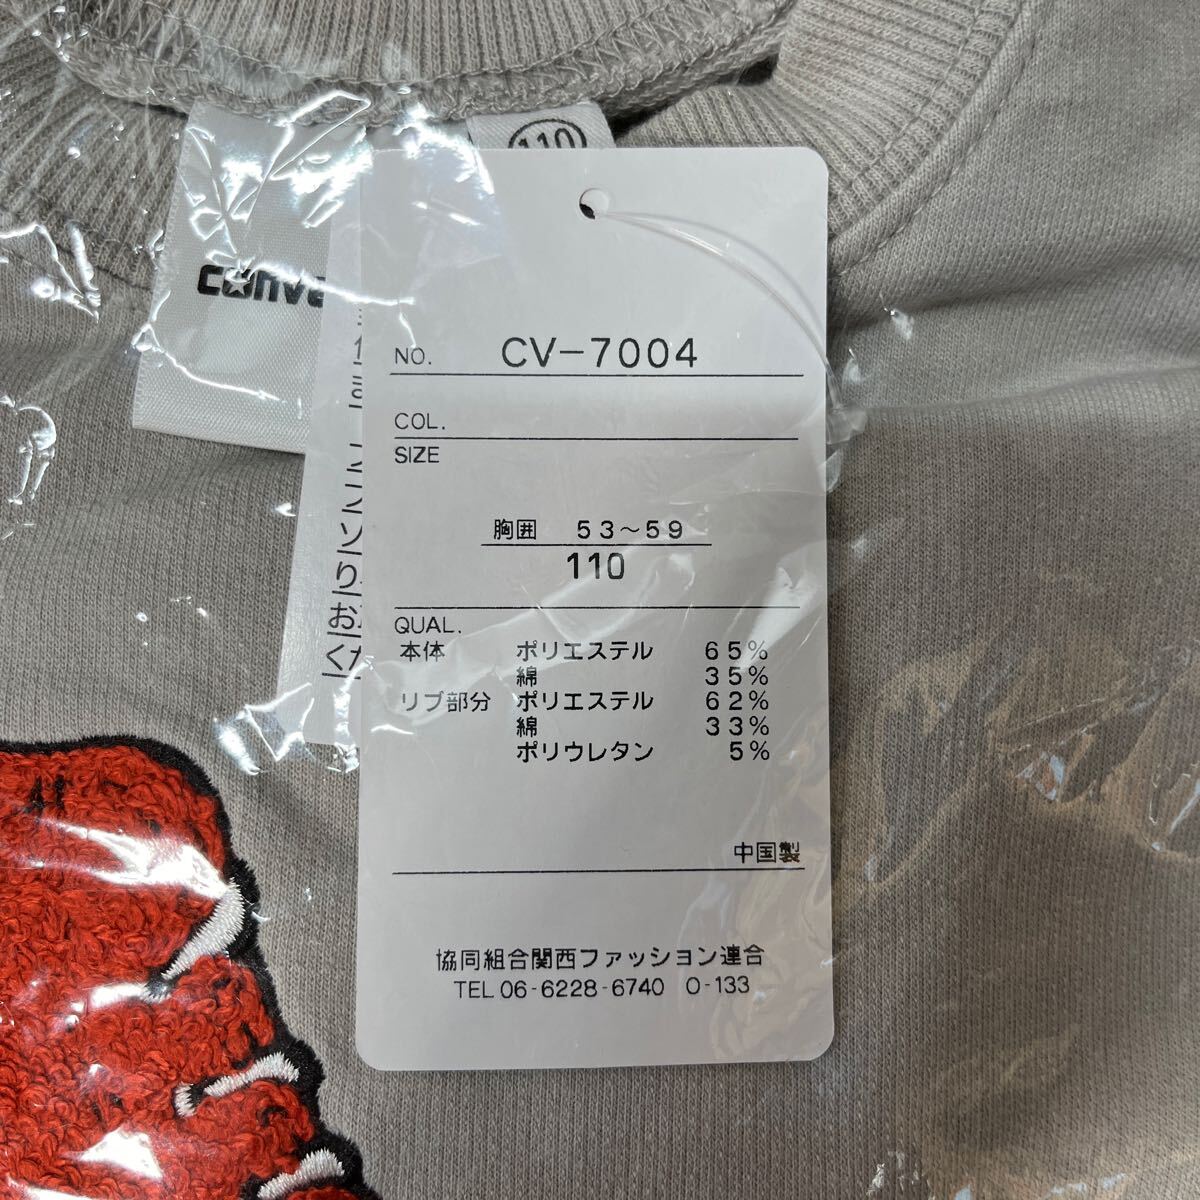 110
NO. CV-7004
COL.
SIZE
胸囲 53～59
110
QUAL.
本体 ポリエステル 65%
綿 35%
リブ部分 ポリエステル 62%
綿 33%
ポリウレタン 5%
中国製
協同組合関西ファッション連合
TEL 06-6228-6740 O-133